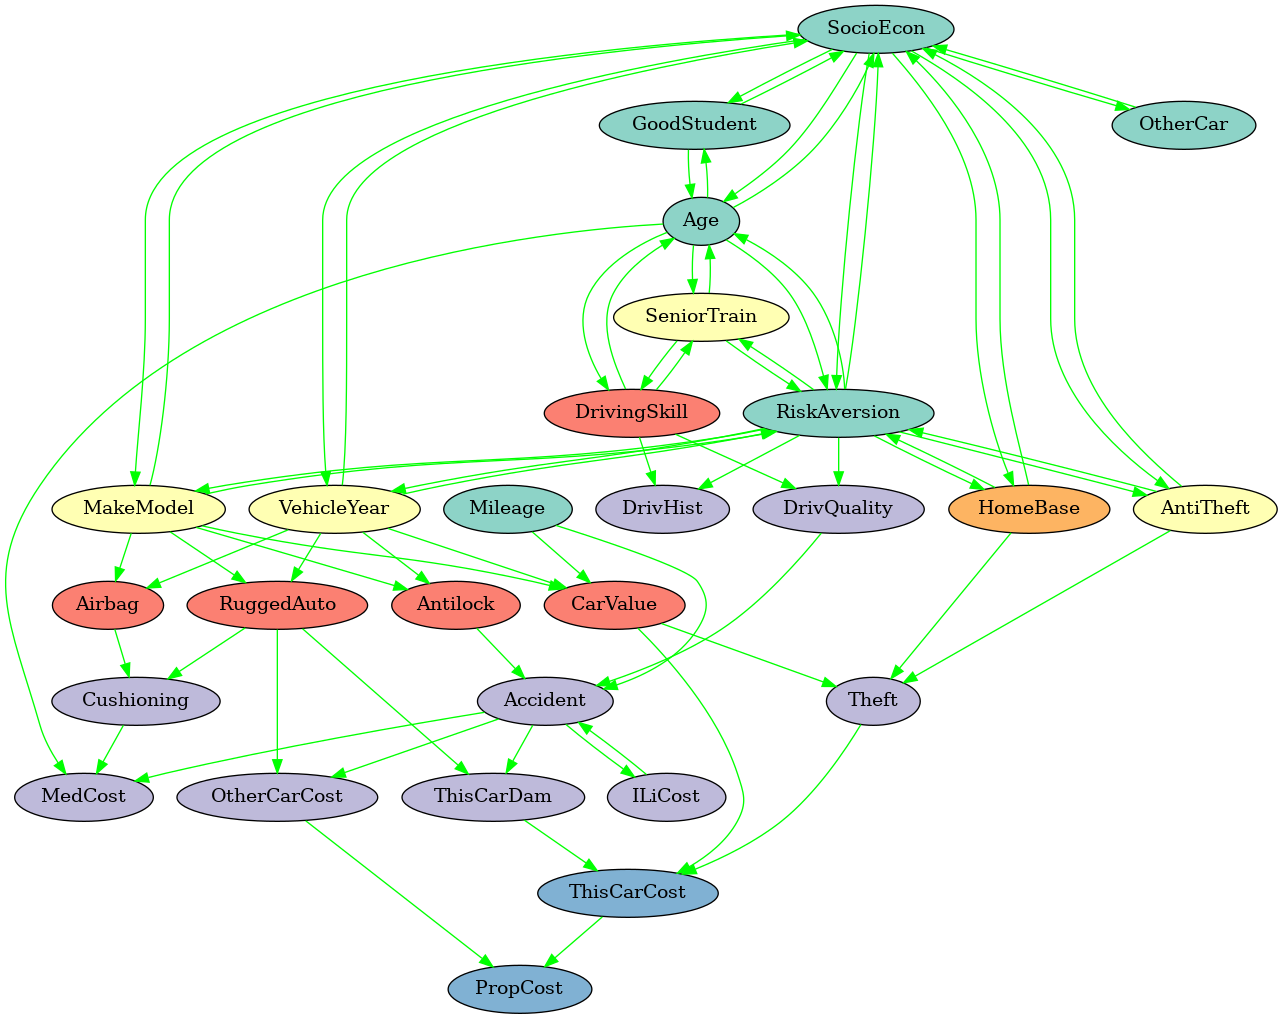 SocioEcon
GoodStudent
OtherCar
Age
SeniorTrain
DrivingSkill
RiskAversion
MakeModel
VehicleYear
Mileage
DrivHist
DrivQuality
HomeBase
AntiTheft
Airbag
RuggedAuto
Antilock
CarValue
Cushioning
Accident
Theft
MedCost
OtherCarCost
ThisCarDam
ILiCost
ThisCarCost
PropCost